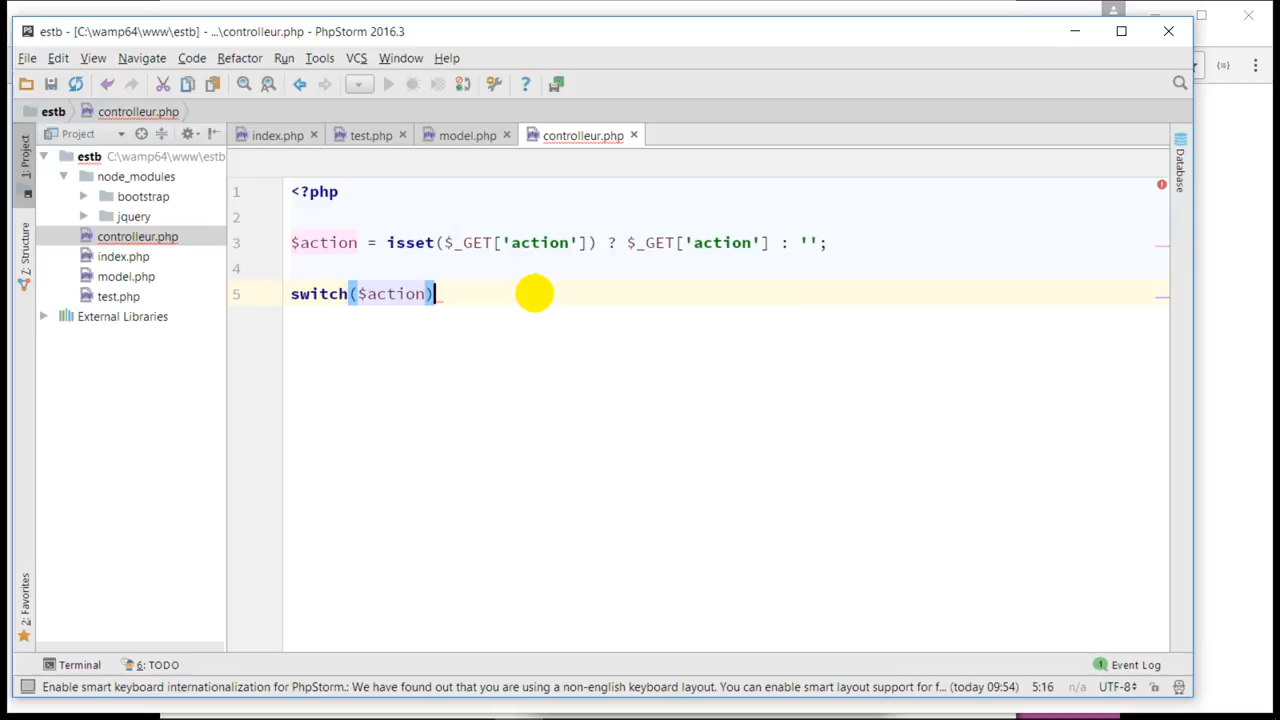 estb - [C:\wamp64\www\estb] - ...\controlleur.php - PhpStorm 2016.3
File Edit View Navigate Code Refactor Run Tools VCS Window Help
estb controlleur.php
Project
index.php test.php model.php controlleur.php
1: Project
Z: Structure
2: Favorites
Database
estb C:\wamp64\www\estb
node_modules
bootstrap
jquery
controlleur.php
index.php
model.php
test.php
External Libraries
1 <?php
2
3 $action = isset($_GET['action']) ? $_GET['action'] : '';
4
5 switch($action)
Terminal 6: TODO 1 Event Log
Enable smart keyboard internationalization for PhpStorm.: We have found out that you are using a non-english keyboard layout. You can enable smart layout support for f... (today 09:54) 5:16 n/a UTF-8